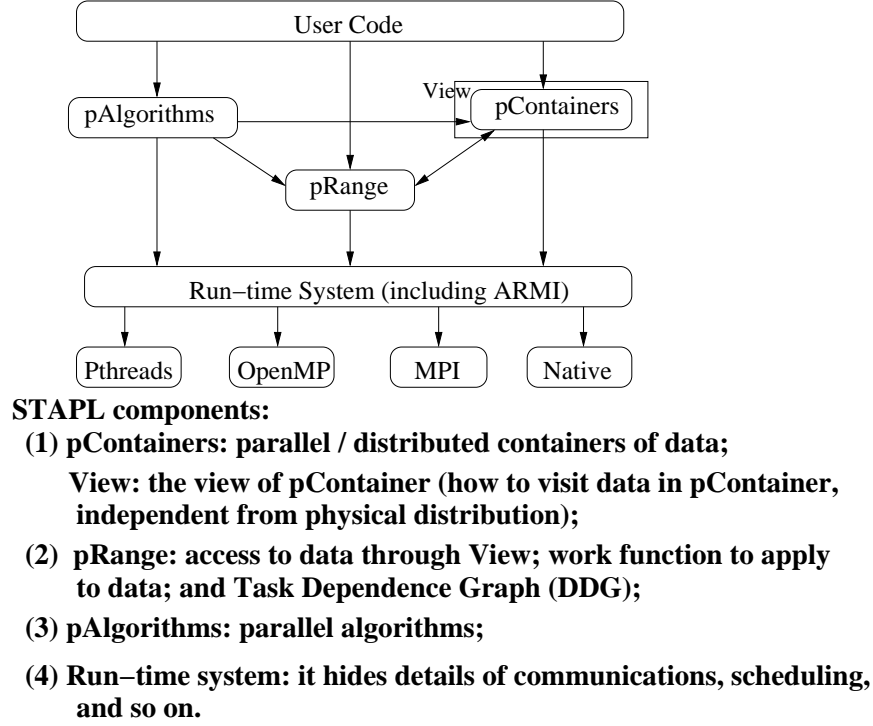 User Code
View
pAlgorithms
pContainers
pRange
Run−time System (including ARMI)
Pthreads
OpenMP
MPI
Native
STAPL components:
(1) pContainers: parallel / distributed containers of data;
View: the view of pContainer (how to visit data in pContainer,
independent from physical distribution);
(2) pRange: access to data through View; work function to apply
to data; and Task Dependence Graph (DDG);
(3) pAlgorithms: parallel algorithms;
(4) Run−time system: it hides details of communications, scheduling,
and so on.